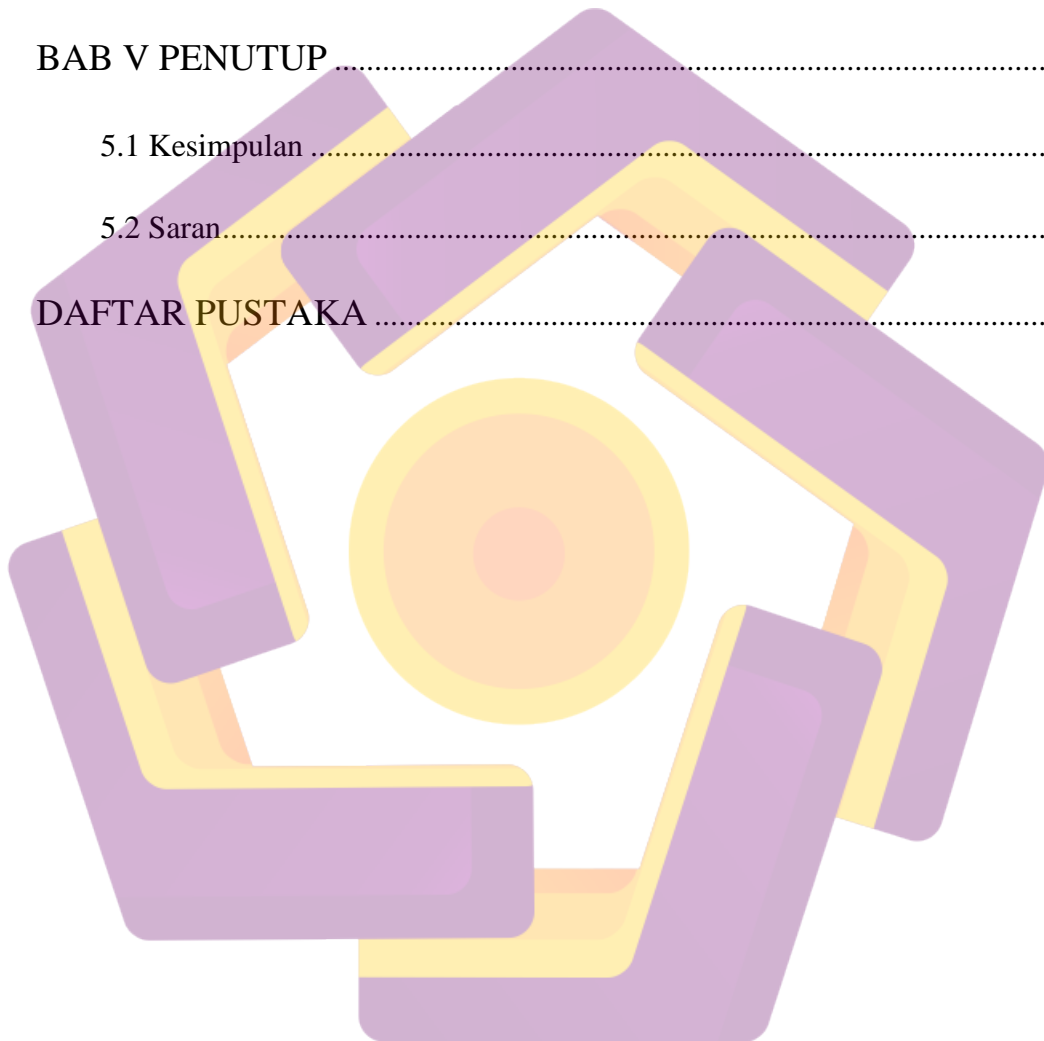 BAB V PENUTUP ................................................................................
5.1 Kesimpulan ................................................................................
5.2 Saran................................................................................
DAFTAR PUSTAKA ................................................................................